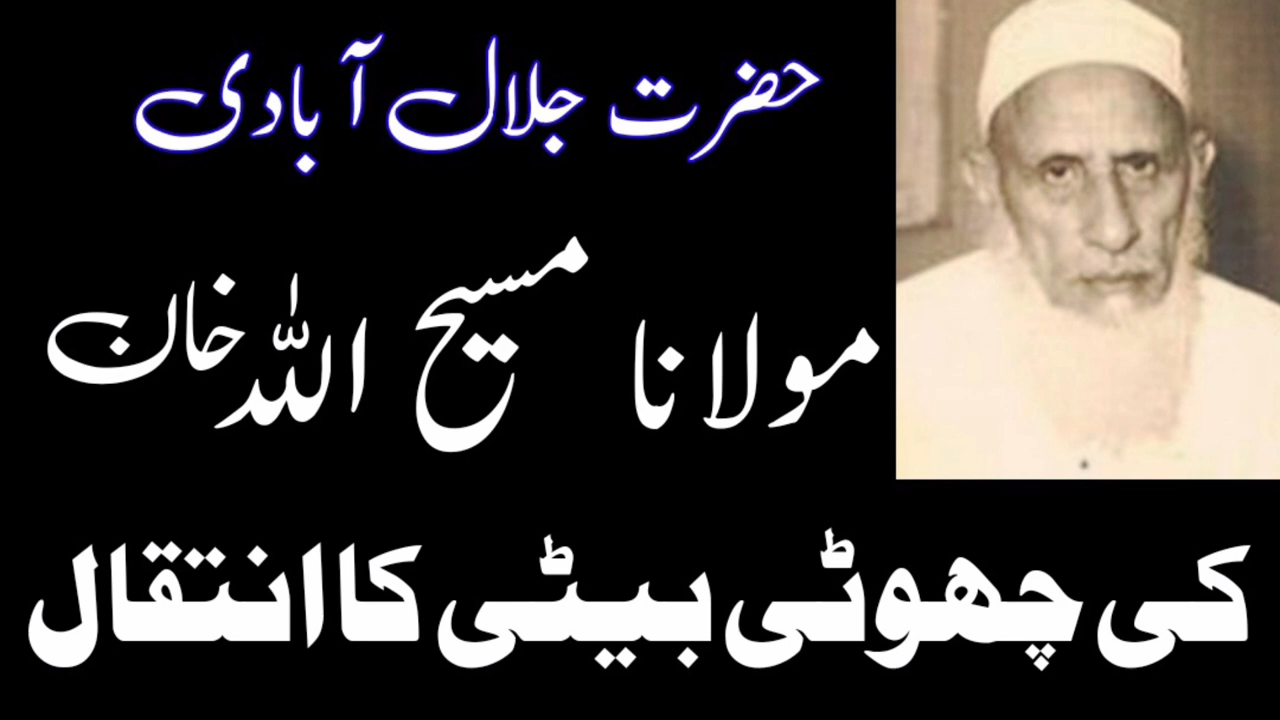 حضرت جلال آبادی
مولانا مسیح اللہ خان
کی چھوٹی بیٹی کا انتقال